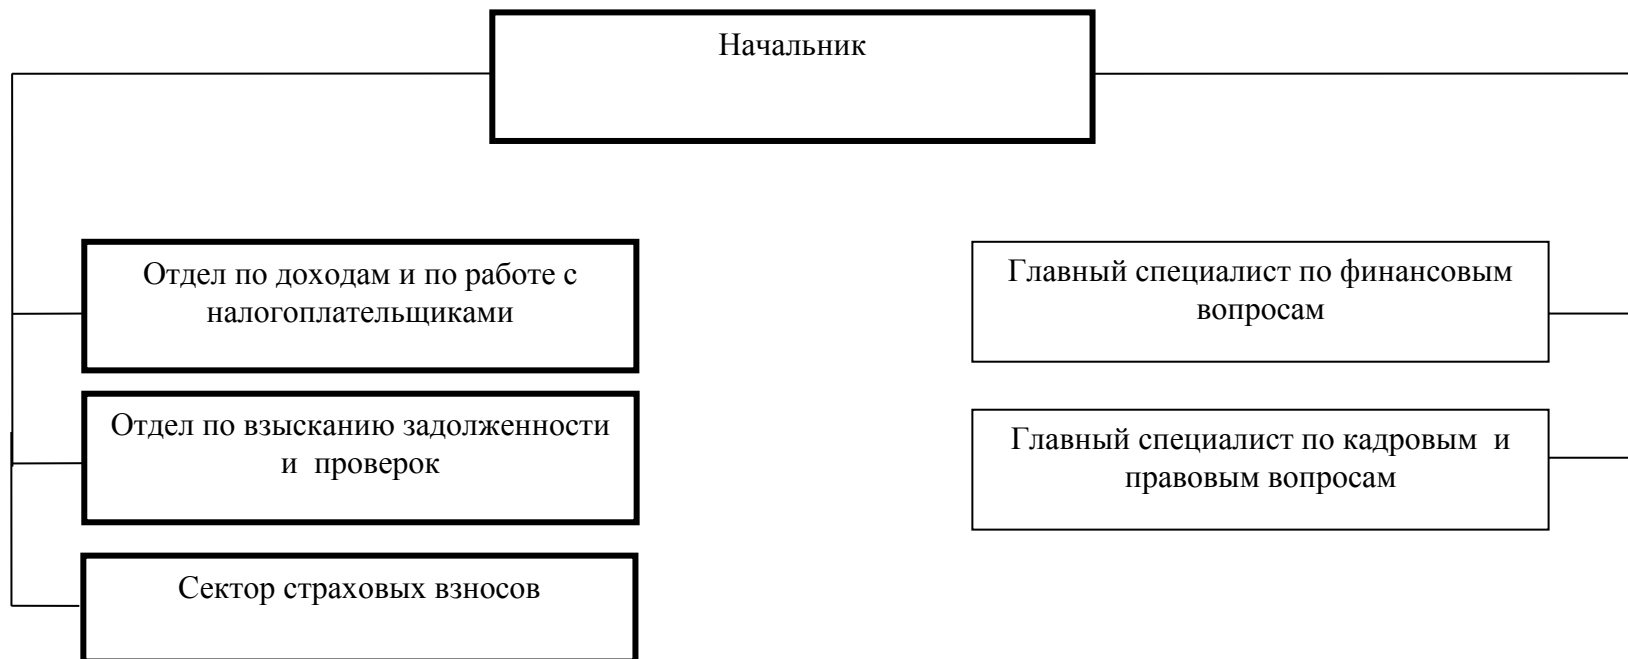 Начальник
Отдел по доходам и по работе с
налогоплательщиками
Главный специалист по финансовым
вопросам
Отдел по взысканию задолженности
и  проверок
Главный специалист по кадровым  и
правовым вопросам
Сектор страховых взносов